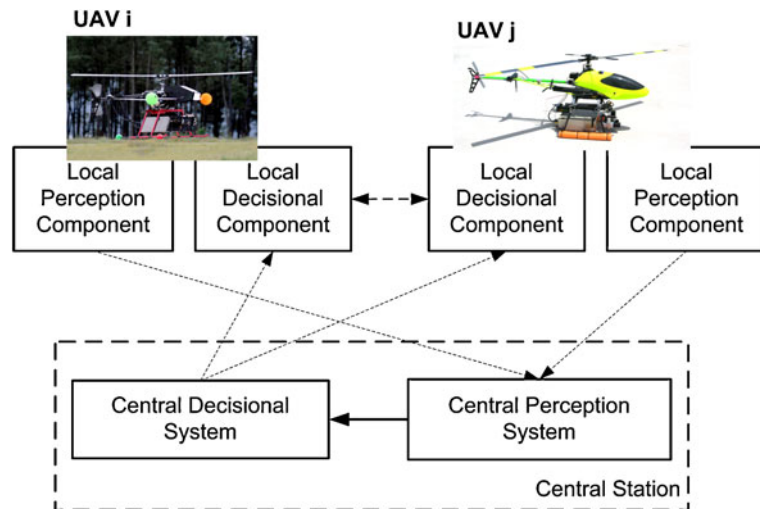 UAV i
UAV j
Local
Perception
Component
Local
Decisional
Component
Local
Decisional
Component
Local
Perception
Component
Central Decisional
System
Central Perception
System
Central Station